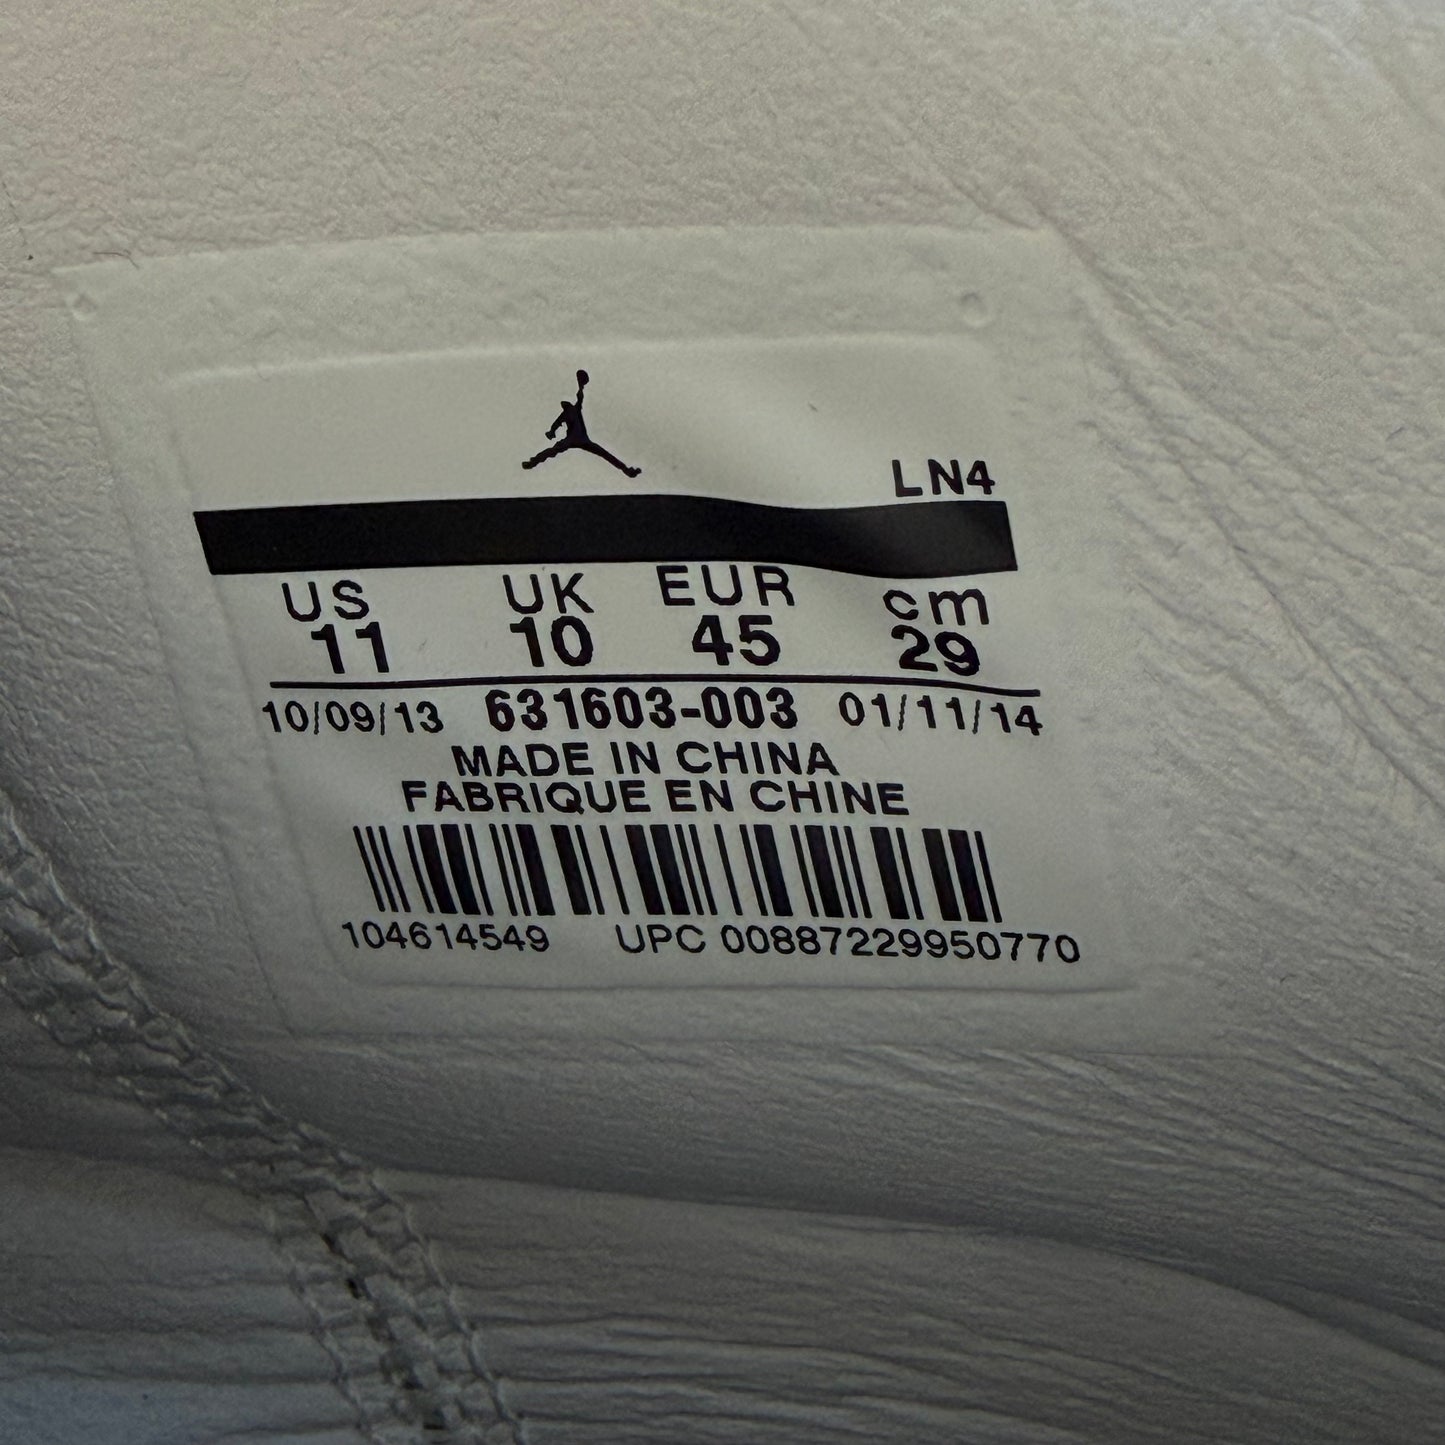 LN4
US UK EUR cm
11 10 45 29
10/09/13 631603-003 01/11/14
MADE IN CHINA
FABRIQUE EN CHINE
104614549 UPC 00887229950770